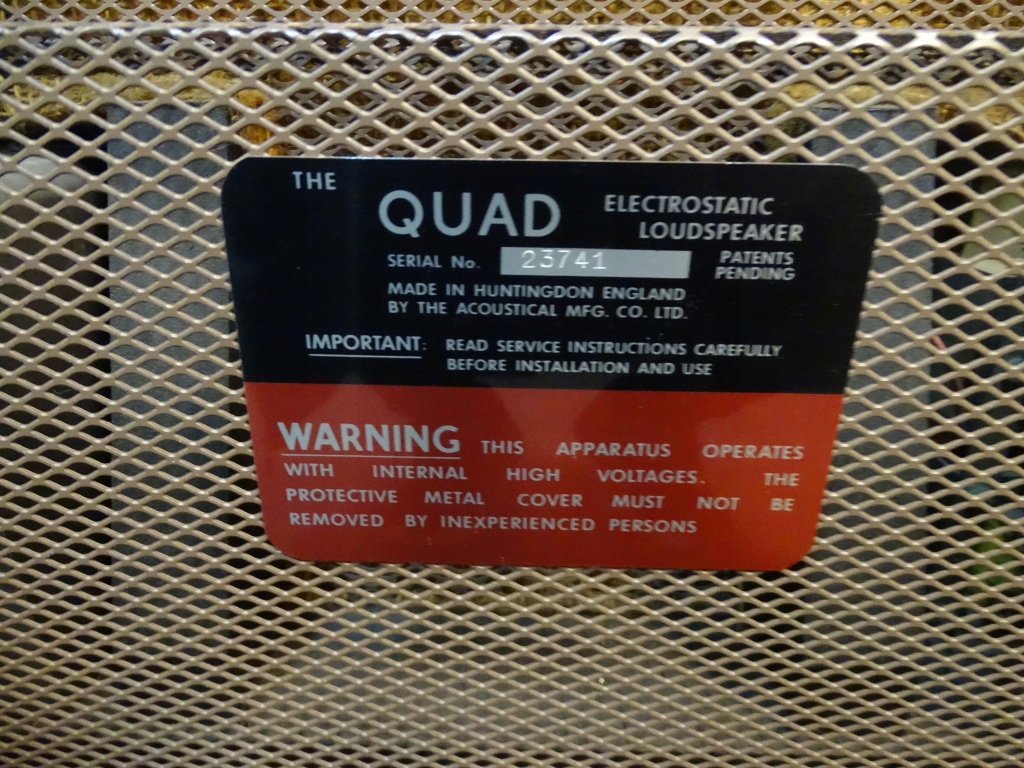 THE
QUAD ELECTROSTATIC
LOUDSPEAKER
SERIAL No. 23741 PATENTS
PENDING
MADE IN HUNTINGDON ENGLAND
BY THE ACOUSTICAL MFG. CO. LTD.
IMPORTANT: READ SERVICE INSTRUCTIONS CAREFULLY
BEFORE INSTALLATION AND USE
WARNING THIS APPARATUS OPERATES
WITH INTERNAL HIGH VOLTAGES. THE
PROTECTIVE METAL COVER MUST NOT BE
REMOVED BY INEXPERIENCED PERSONS